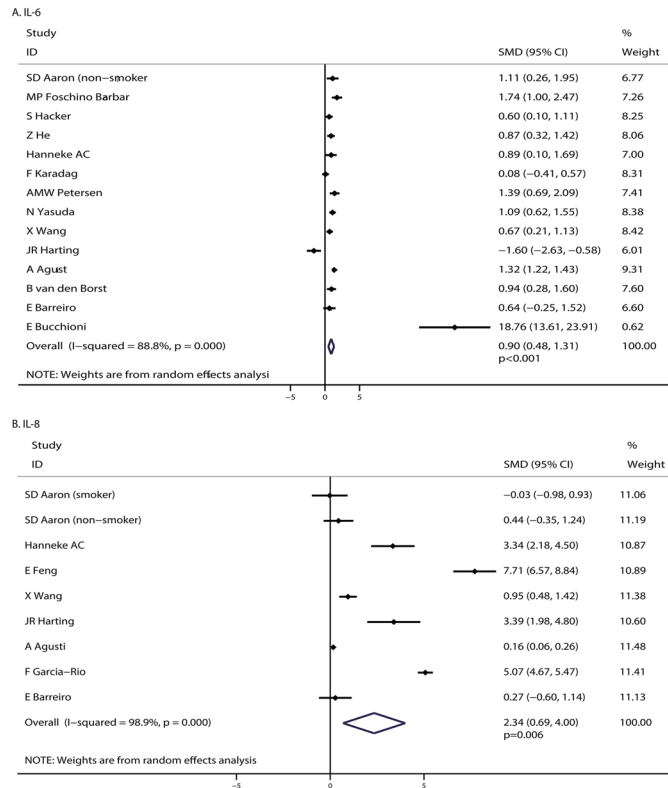 A. IL-6
Study %
ID SMD (95% CI) Weight
SD Aaron (non−smoker 1.11 (0.26, 1.95) 6.77
MP Foschino Barbar 1.74 (1.00, 2.47) 7.26
S Hacker 0.60 (0.10, 1.11) 8.25
Z He 0.87 (0.32, 1.42) 8.06
Hanneke AC 0.89 (0.10, 1.69) 7.00
F Karadag 0.08 (−0.41, 0.57) 8.31
AMW Petersen 1.39 (0.69, 2.09) 7.41
N Yasuda 1.09 (0.62, 1.55) 8.38
X Wang 0.67 (0.21, 1.13) 8.42
JR Harting −1.60 (−2.63, −0.58) 6.01
A Agust 1.32 (1.22, 1.43) 9.31
B van den Borst 0.94 (0.28, 1.60) 7.60
E Barreiro 0.64 (−0.25, 1.52) 6.60
E Bucchioni 18.76 (13.61, 23.91) 0.62
Overall (I−squared = 88.8%, p = 0.000) 0.90 (0.48, 1.31) 100.00
p<0.001
NOTE: Weights are from random effects analysi
−5 0 5
B. IL-8
Study %
ID SMD (95% CI) Weight
SD Aaron (smoker) −0.03 (−0.98, 0.93) 11.06
SD Aaron (non−smoker) 0.44 (−0.35, 1.24) 11.19
Hanneke AC 3.34 (2.18, 4.50) 10.87
E Feng 7.71 (6.57, 8.84) 10.89
X Wang 0.95 (0.48, 1.42) 11.38
JR Harting 3.39 (1.98, 4.80) 10.60
A Agusti 0.16 (0.06, 0.26) 11.48
F Garcia−Rio 5.07 (4.67, 5.47) 11.41
E Barreiro 0.27 (−0.60, 1.14) 11.13
Overall (I−squared = 98.9%, p = 0.000) 2.34 (0.69, 4.00) 100.00
p=0.006
NOTE: Weights are from random effects analysis
−5 0 5